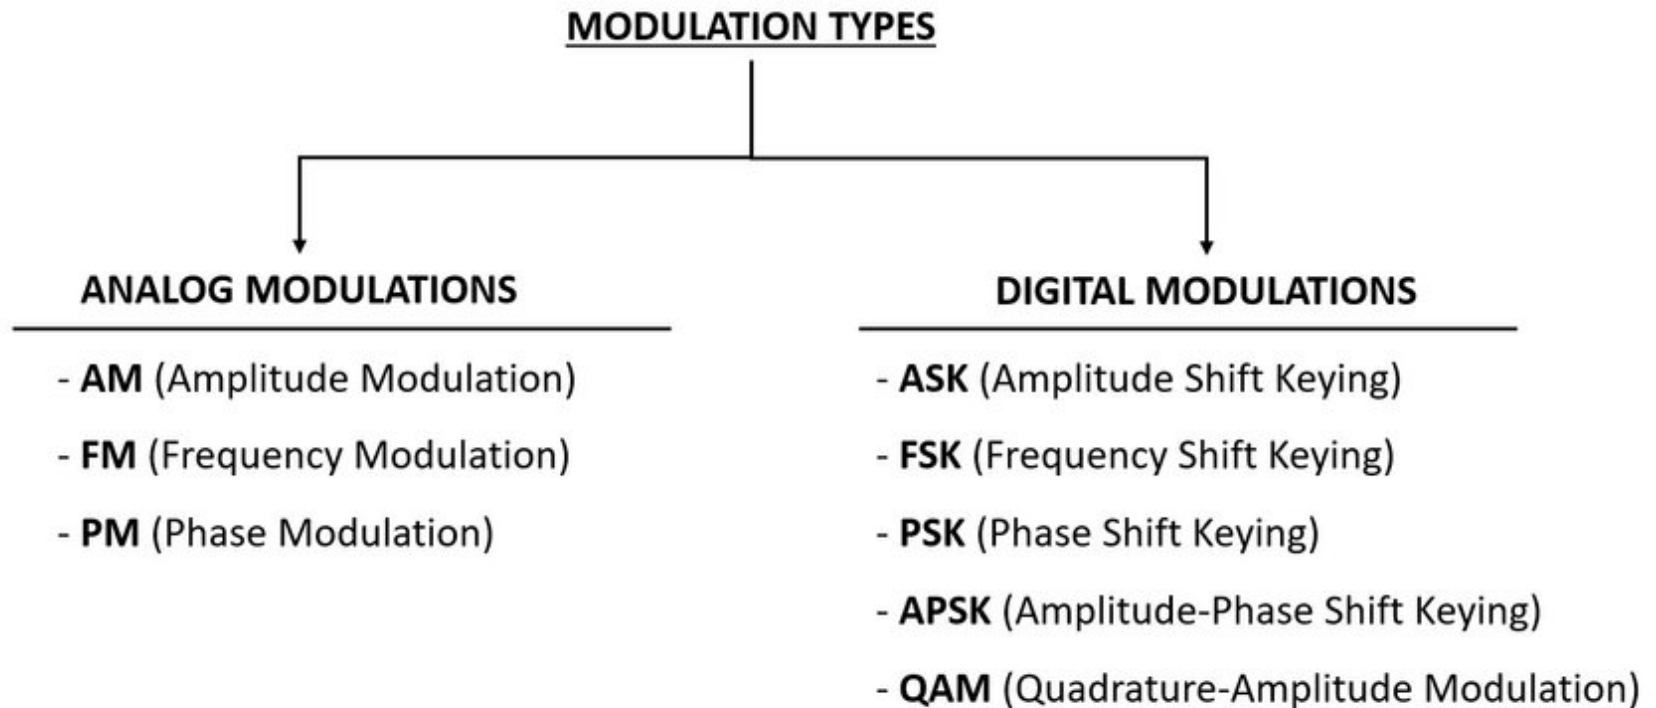 MODULATION TYPES
ANALOG MODULATIONS
- AM (Amplitude Modulation)
- FM (Frequency Modulation)
- PM (Phase Modulation)
DIGITAL MODULATIONS
- ASK (Amplitude Shift Keying)
- FSK (Frequency Shift Keying)
- PSK (Phase Shift Keying)
- APSK (Amplitude-Phase Shift Keying)
- QAM (Quadrature-Amplitude Modulation)